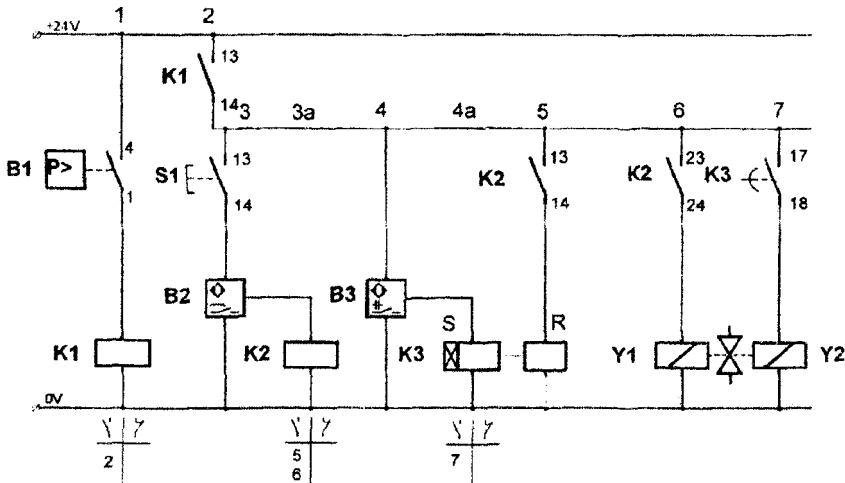 1 2
+24V
K1 13
14
3 3a 4 4a 5 6 7
B1 P> 4
1
S1 13
14
K2 13
14
K2 23
24
K3 17
18
B2 B3
S R
K1 K2 K3 Y1 Y2
0V
2 5 7
6